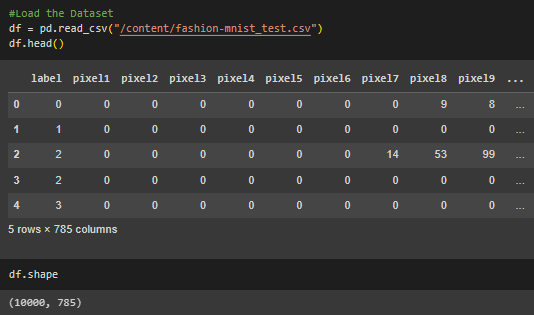 #Load the Dataset
df = pd.read_csv("/content/fashion-mnist_test.csv")
df.head()
label pixel1 pixel2 pixel3 pixel4 pixel5 pixel6 pixel7 pixel8 pixel9 ...
0 0 0 0 0 0 0 0 0 9 8 ...
1 1 0 0 0 0 0 0 0 0 0 ...
2 2 0 0 0 0 0 0 14 53 99 ...
3 2 0 0 0 0 0 0 0 0 0 ...
4 3 0 0 0 0 0 0 0 0 0 ...
5 rows × 785 columns
df.shape
(10000, 785)